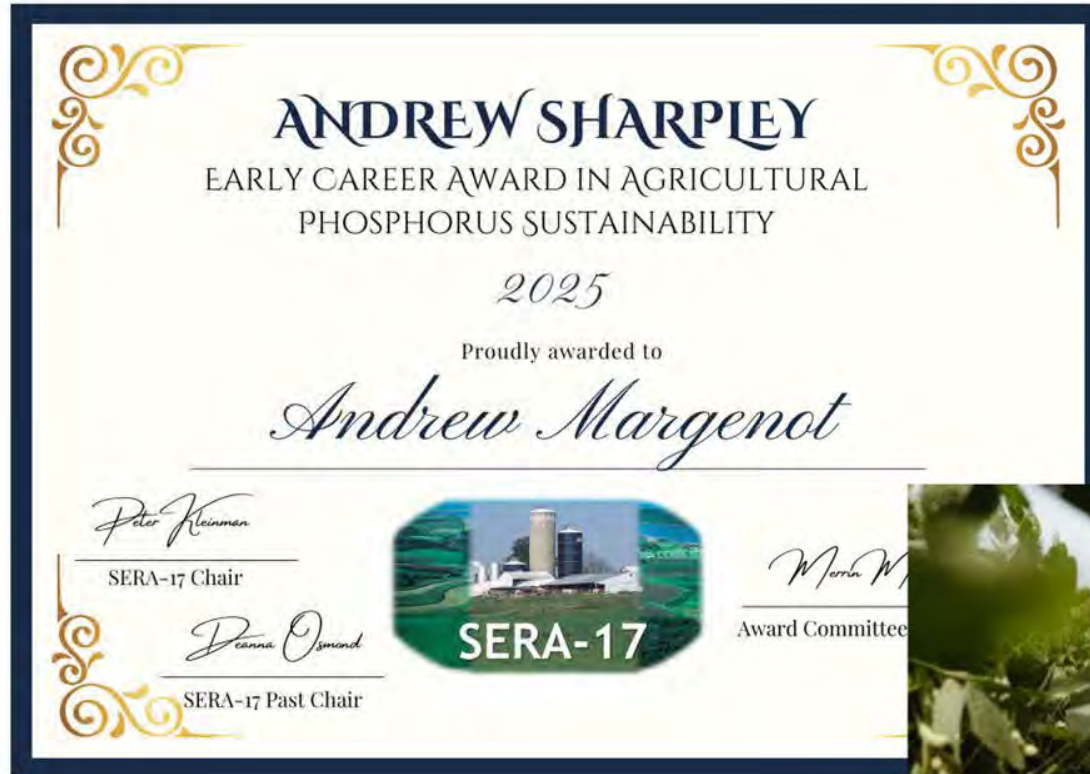 ANDREW SHARPLEY
EARLY CAREER AWARD IN AGRICULTURAL
PHOSPHORUS SUSTAINABILITY
2025
Proudly awarded to
Andrew Margenot
Peter Kleinman
SERA-17 Chair
Deanna Osmond
SERA-17 Past Chair
SERA-17
Merrin
Award Committee